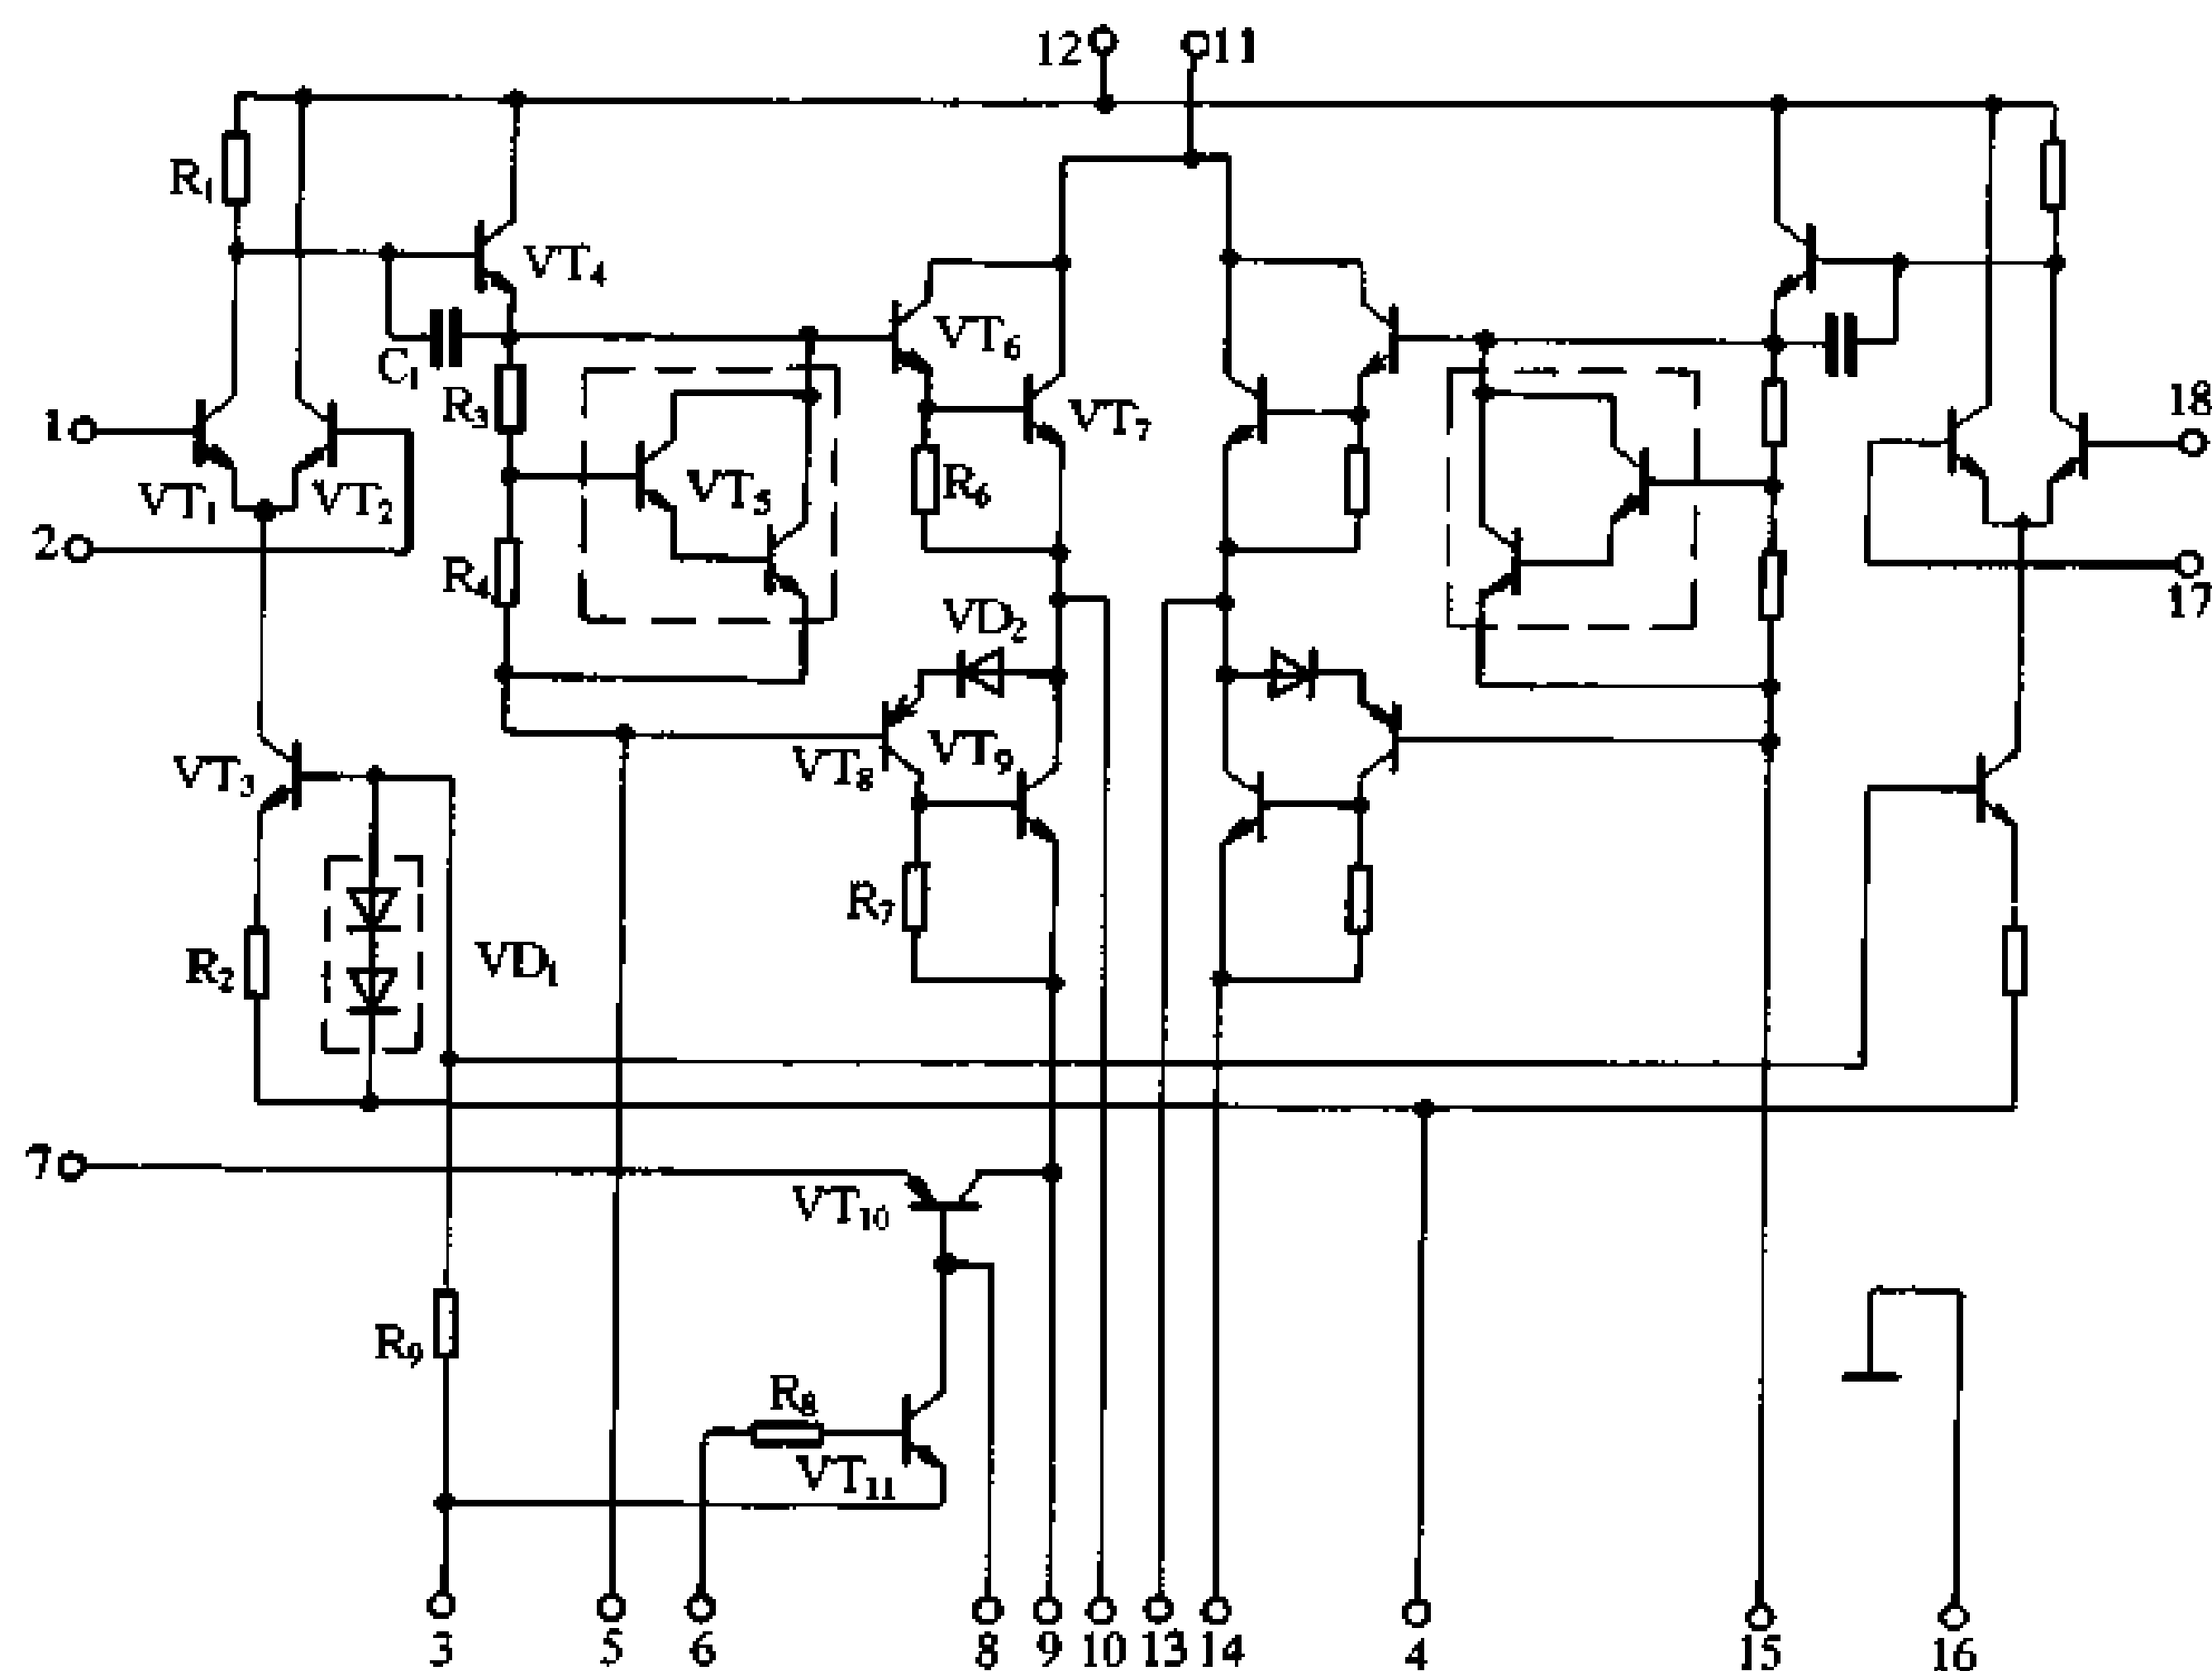 12 11
R₁
VT₄
VT₆
C₁
R₃
VT₇
18
1
VT₁ VT₂ VT₅ R₆
2
R₄
17
VD₂
VT₃ VT₈ VT₉
R₇
R₂ VD₁
7
VT₁₀
R₉
R₈
VT₁₁
3 5 6 8 9 10 13 14 4 15 16